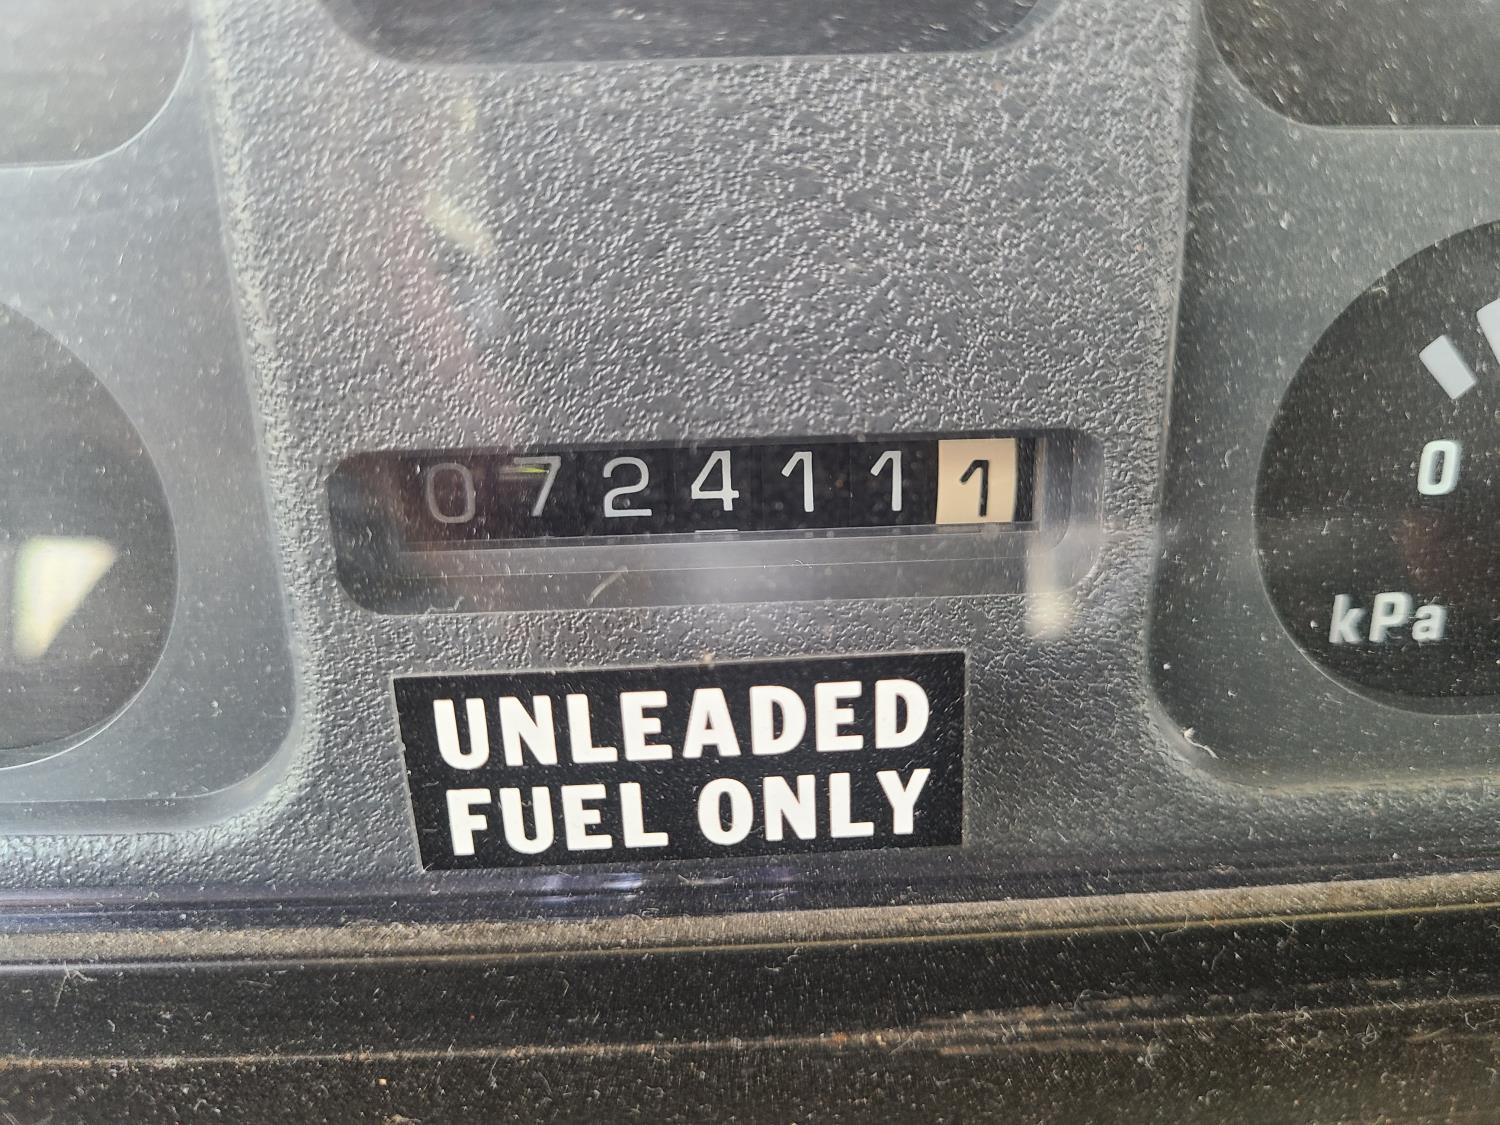 0724111
0
kPa
UNLEADED
FUEL ONLY